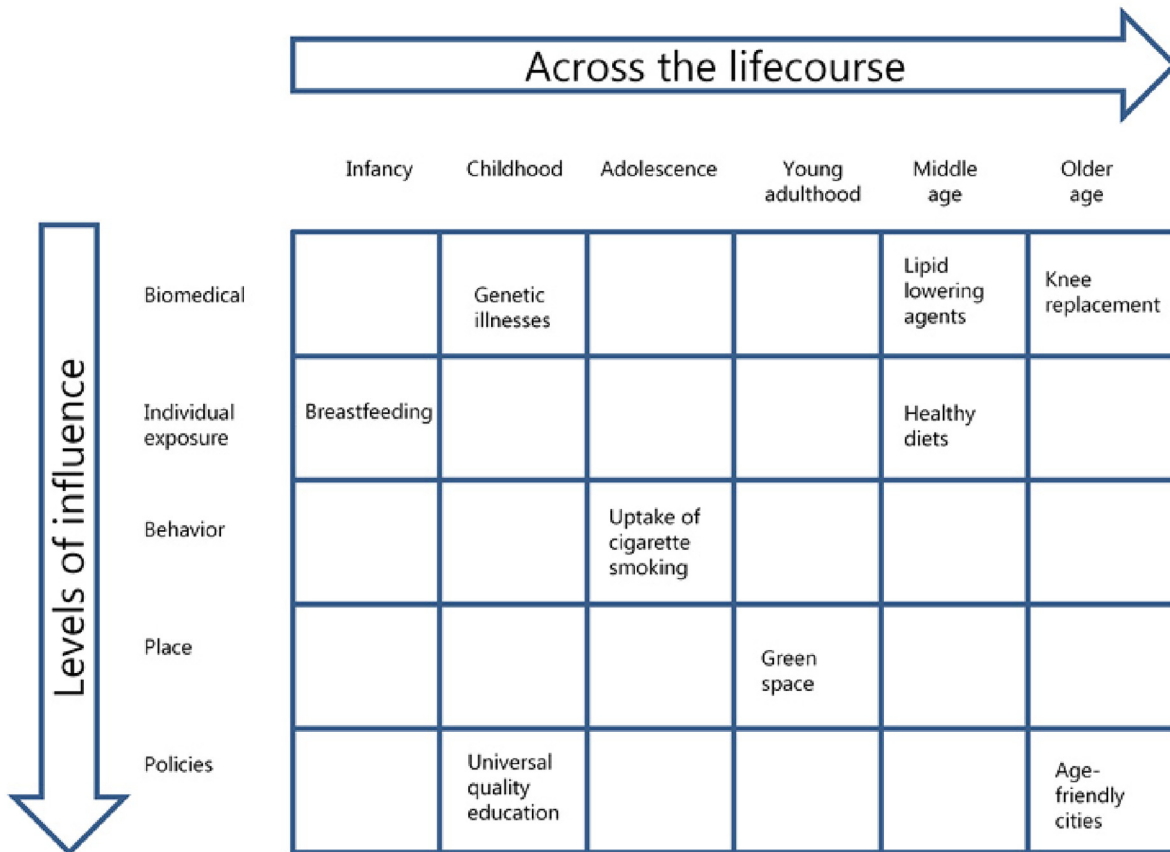 Across the lifecourse
Infancy
Childhood
Adolescence
Young
adulthood
Middle
age
Older
age
Levels of influence
Biomedical
Genetic
illnesses
Lipid
lowering
agents
Knee
replacement
Individual
exposure
Breastfeeding
Healthy
diets
Behavior
Uptake of
cigarette
smoking
Place
Green
space
Policies
Universal
quality
education
Age-
friendly
cities